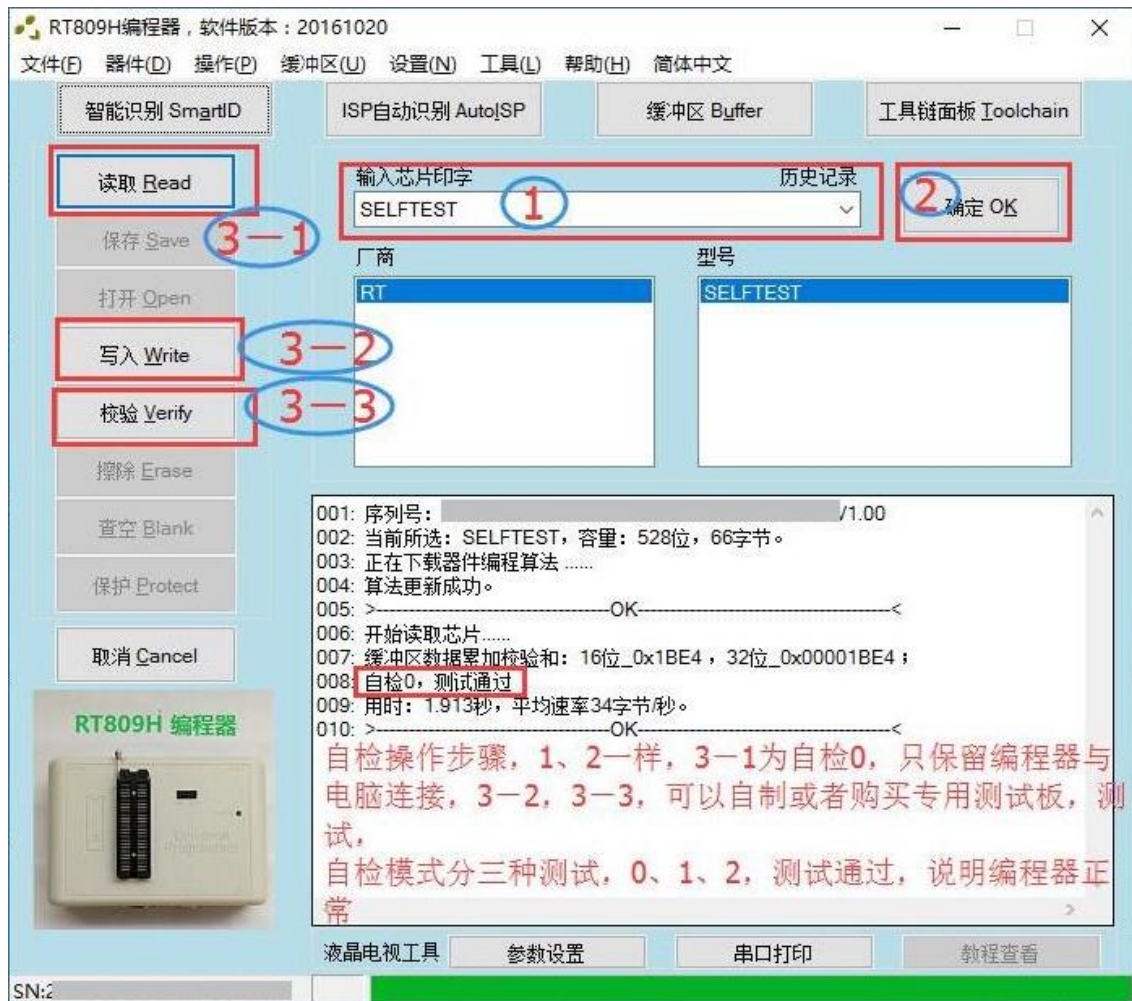 RT809H编程器，软件版本：20161020
文件(F) 器件(D) 操作(P) 缓冲区(U) 设置(N) 工具(L) 帮助(H) 简体中文
智能识别 SmartID ISP自动识别 AutoISP 缓冲区 Buffer 工具链面板 Toolchain
读取 Read
保存 Save
打开 Open
写入 Write
校验 Verify
擦除 Erase
查空 Blank
保护 Protect
取消 Cancel
3－1
3－2
3－3
输入芯片印字 历史记录
SELFTEST
1
2
确定 OK
厂商 型号
RT SELFTEST
001: 序列号: /1.00
002: 当前所选: SELFTEST，容量: 528位，66字节。
003: 正在下载器件编程算法 ......
004: 算法更新成功。
005: >-----------------------------------OK--------------------------------------<
006: 开始读取芯片......
007: 缓冲区数据累加校验和: 16位_0x1BE4 ，32位_0x00001BE4 ;
008: 自检0，测试通过
009: 用时: 1.913秒，平均速率34字节/秒。
010: >-----------------------------------OK--------------------------------------<
自检操作步骤，1、2一样，3－1为自检0，只保留编程器与
电脑连接，3－2，3－3，可以自制或者购买专用测试板，测
试，
自检模式分三种测试，0、1、2，测试通过，说明编程器正
常
RT809H 编程器
液晶电视工具 参数设置 串口打印 教程查看
SN:2